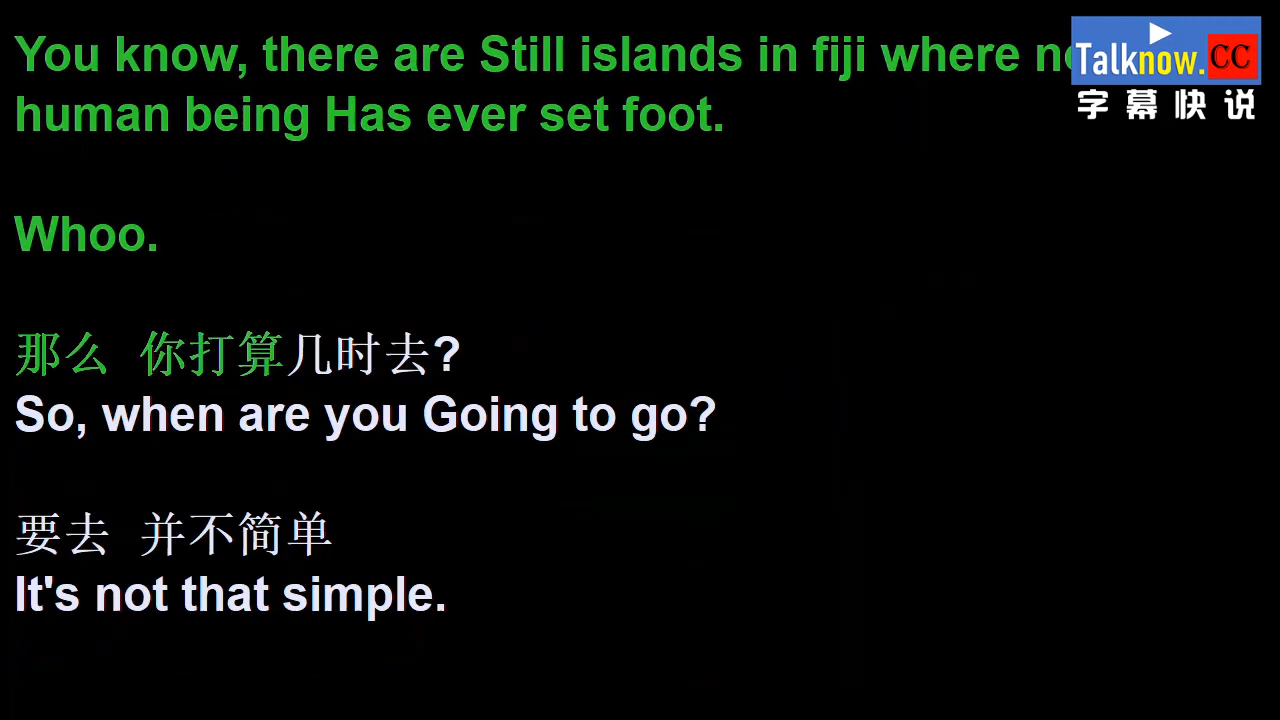 You know, there are Still islands in fiji where
human being Has ever set foot.
Whoo.
那么 你打算几时去?
So, when are you Going to go?
要去 并不简单
It's not that simple.
Talknow.CC
字幕快说